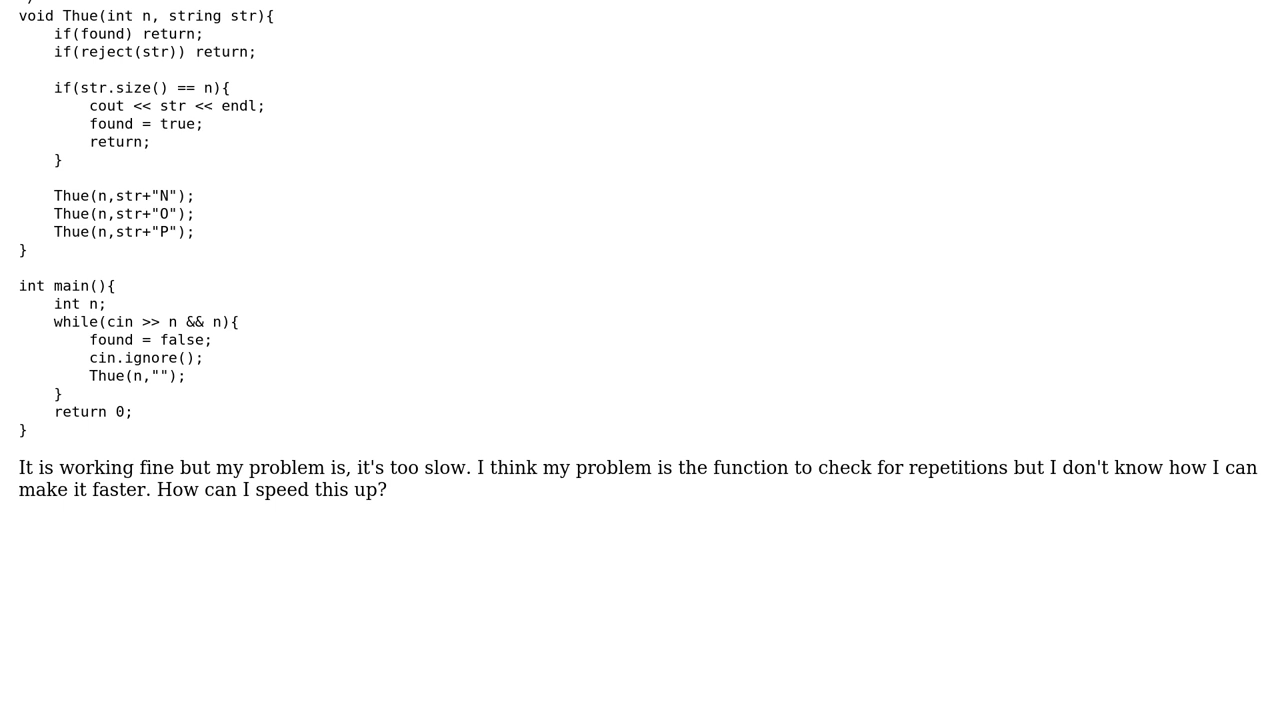 void Thue(int n, string str){
    if(found) return;
    if(reject(str)) return;

    if(str.size() == n){
        cout << str << endl;
        found = true;
        return;
    }

    Thue(n,str+"N");
    Thue(n,str+"O");
    Thue(n,str+"P");
}

int main(){
    int n;
    while(cin >> n && n){
        found = false;
        cin.ignore();
        Thue(n,"");
    }
    return 0;
}

It is working fine but my problem is, it's too slow. I think my problem is the function to check for repetitions but I don't know how I can
make it faster. How can I speed this up?